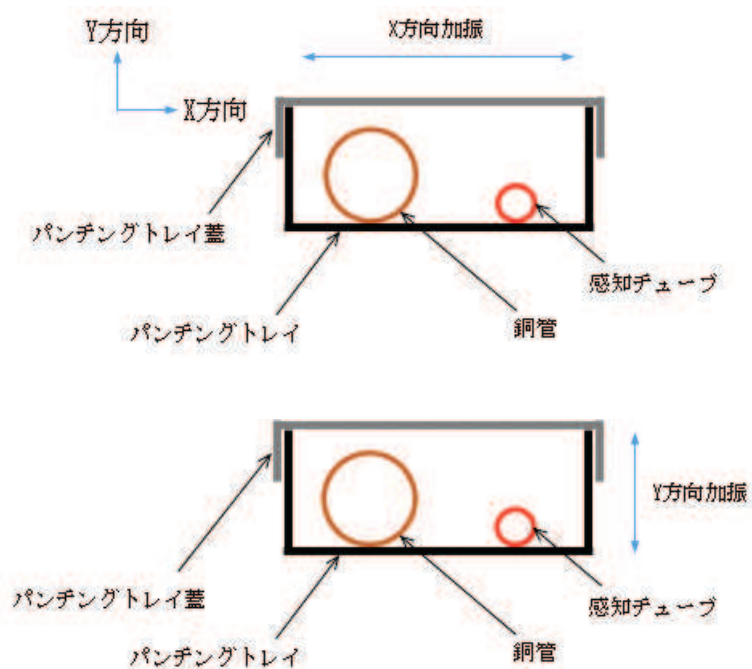 Y方向
X方向加振
X方向
パンチングトレイ蓋
感知チューブ
パンチングトレイ
銅管
Y方向加振
パンチングトレイ蓋
感知チューブ
パンチングトレイ
銅管